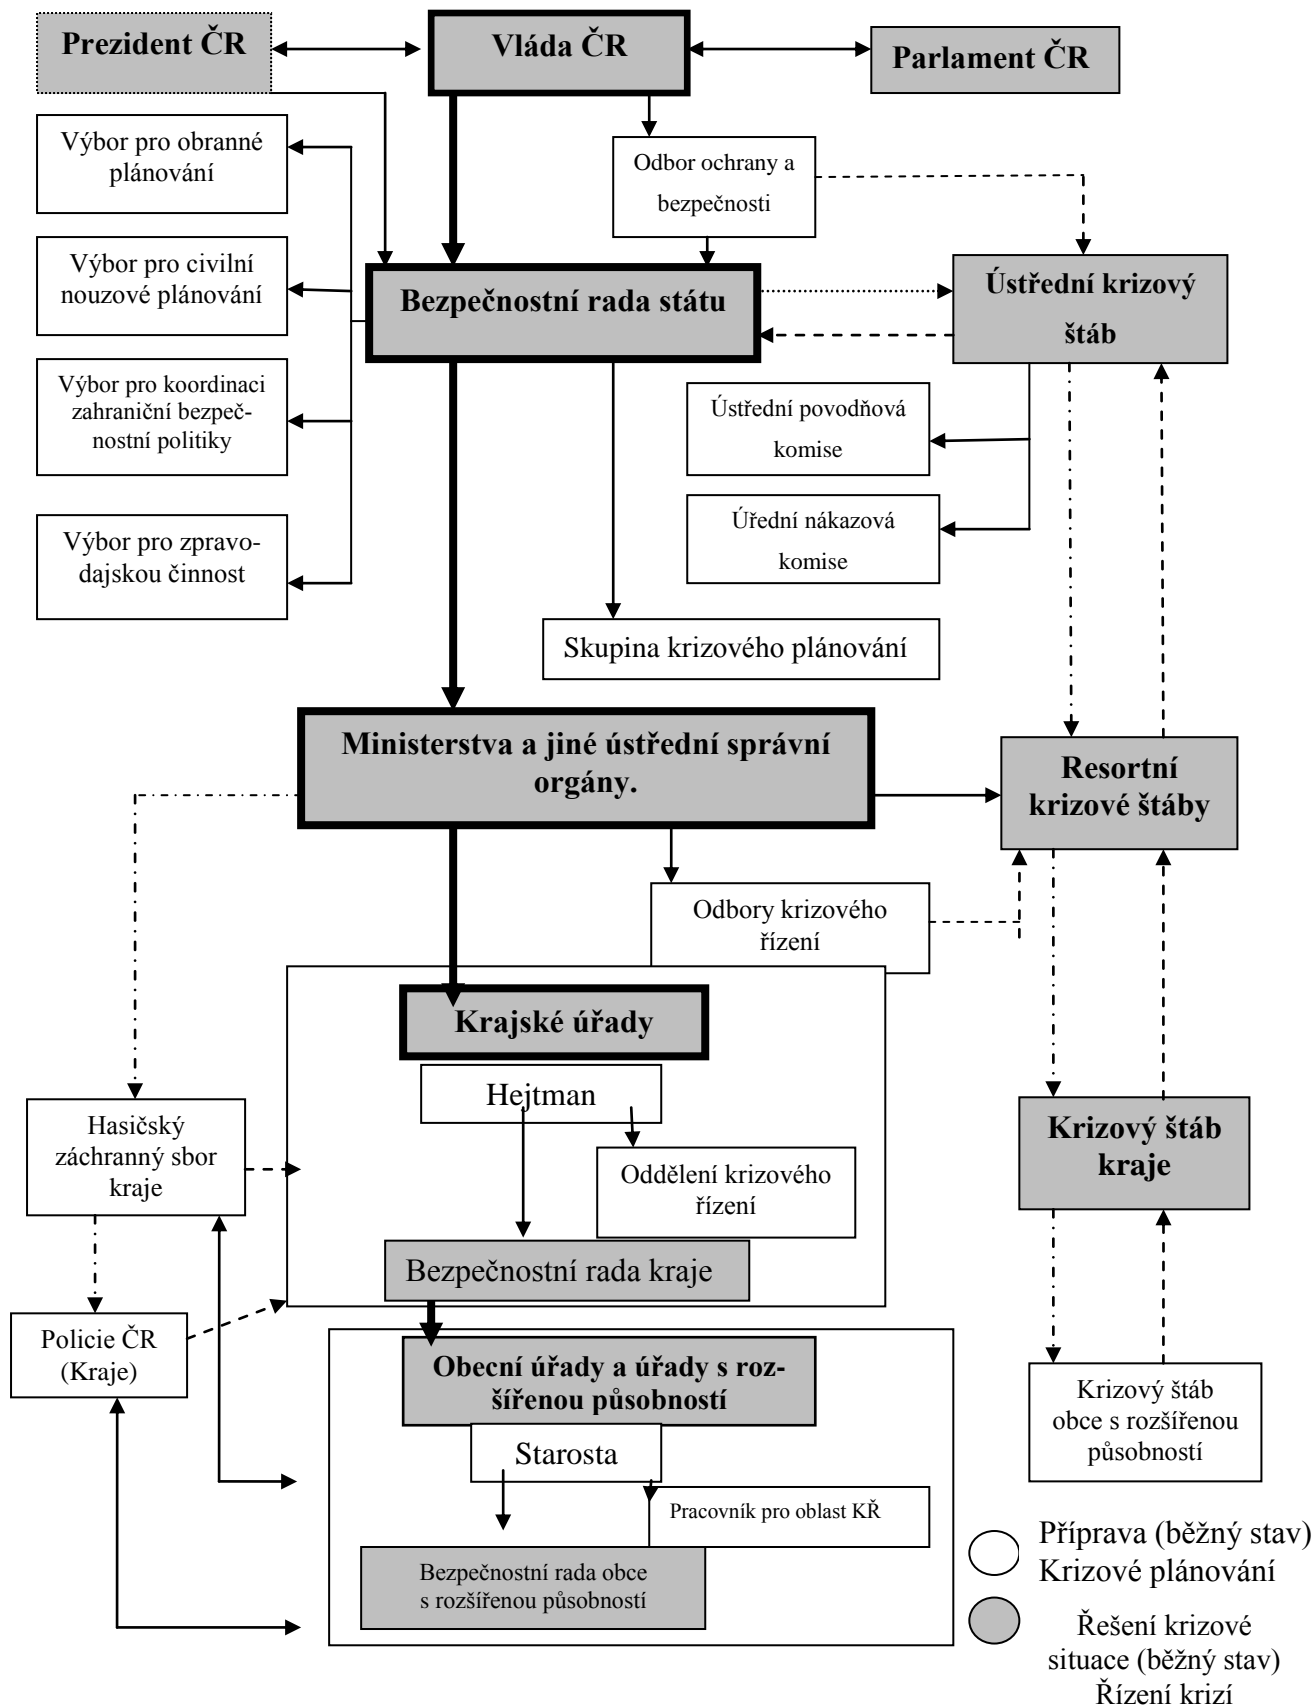 Prezident ČR
Vláda ČR
Parlament ČR
Výbor pro obranné
plánování
Odbor ochrany a
bezpečnosti
Výbor pro civilní
nouzové plánování
Bezpečnostní rada státu
Ústřední krizový
štáb
Výbor pro koordinaci
zahraniční bezpeč-
nostní politiky
Ústřední povodňová
komise
Úřední nákazová
komise
Výbor pro zpravo-
dajskou činnost
Skupina krizového plánování
Ministerstva a jiné ústřední správní
orgány.
Resortní
krizové štáby
Odbory krizového
řízení
Krajské úřady
Hejtman
Hasičský
záchranný sbor
kraje
Oddělení krizového
řízení
Krizový štáb
kraje
Bezpečnostní rada kraje
Policie ČR
(Kraje)
Obecní úřady a úřady s roz-
šířenou působností
Starosta
Krizový štáb
obce s rozšířenou
působností
Pracovník pro oblast KŘ
Bezpečnostní rada obce
s rozšířenou působností
Příprava (běžný stav)
Krizové plánování
Řešení krizové
situace (běžný stav)
Řízení krizí